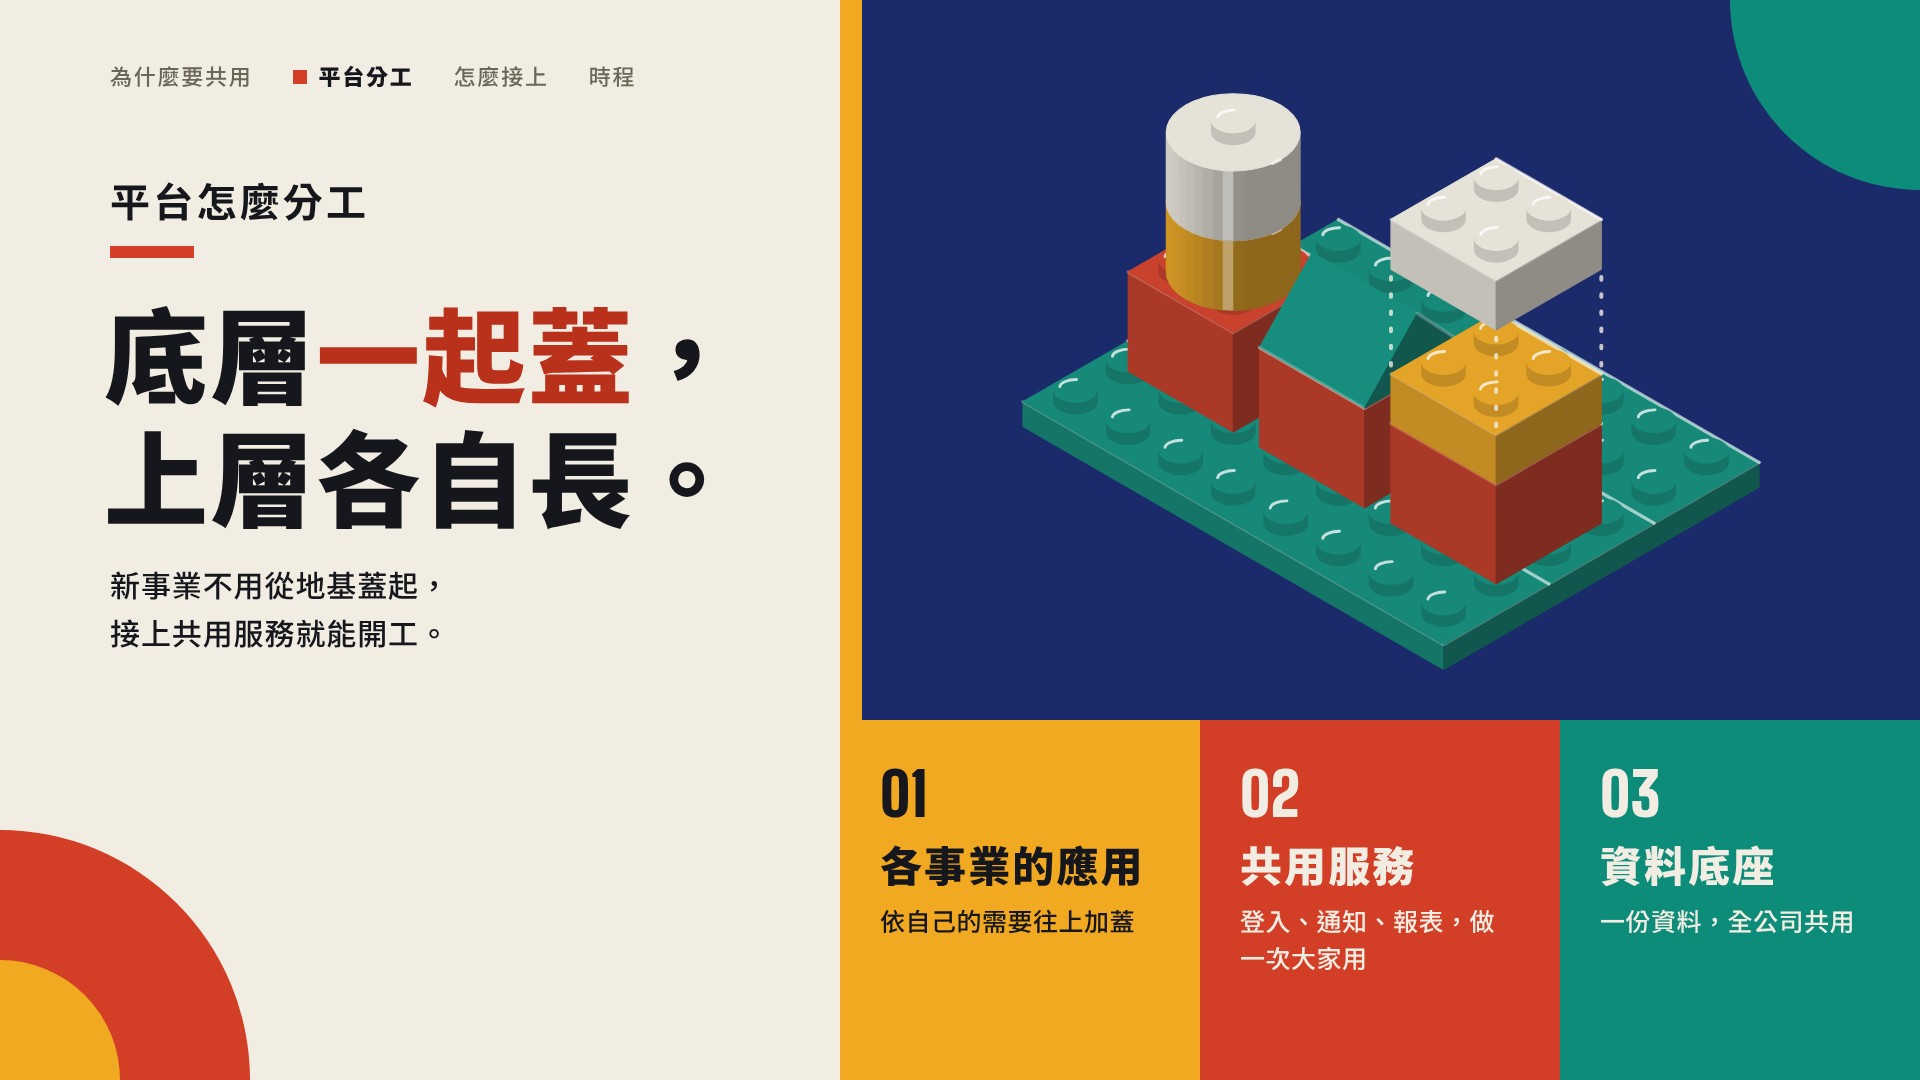 為什麼要共用 平台分工 怎麼接上 時程
平台怎麼分工
底層一起蓋，
上層各自長。
新事業不用從地基蓋起，
接上共用服務就能開工。
01
各事業的應用
依自己的需要往上加蓋
02
共用服務
登入、通知、報表，做
一次大家用
03
資料底座
一份資料，全公司共用